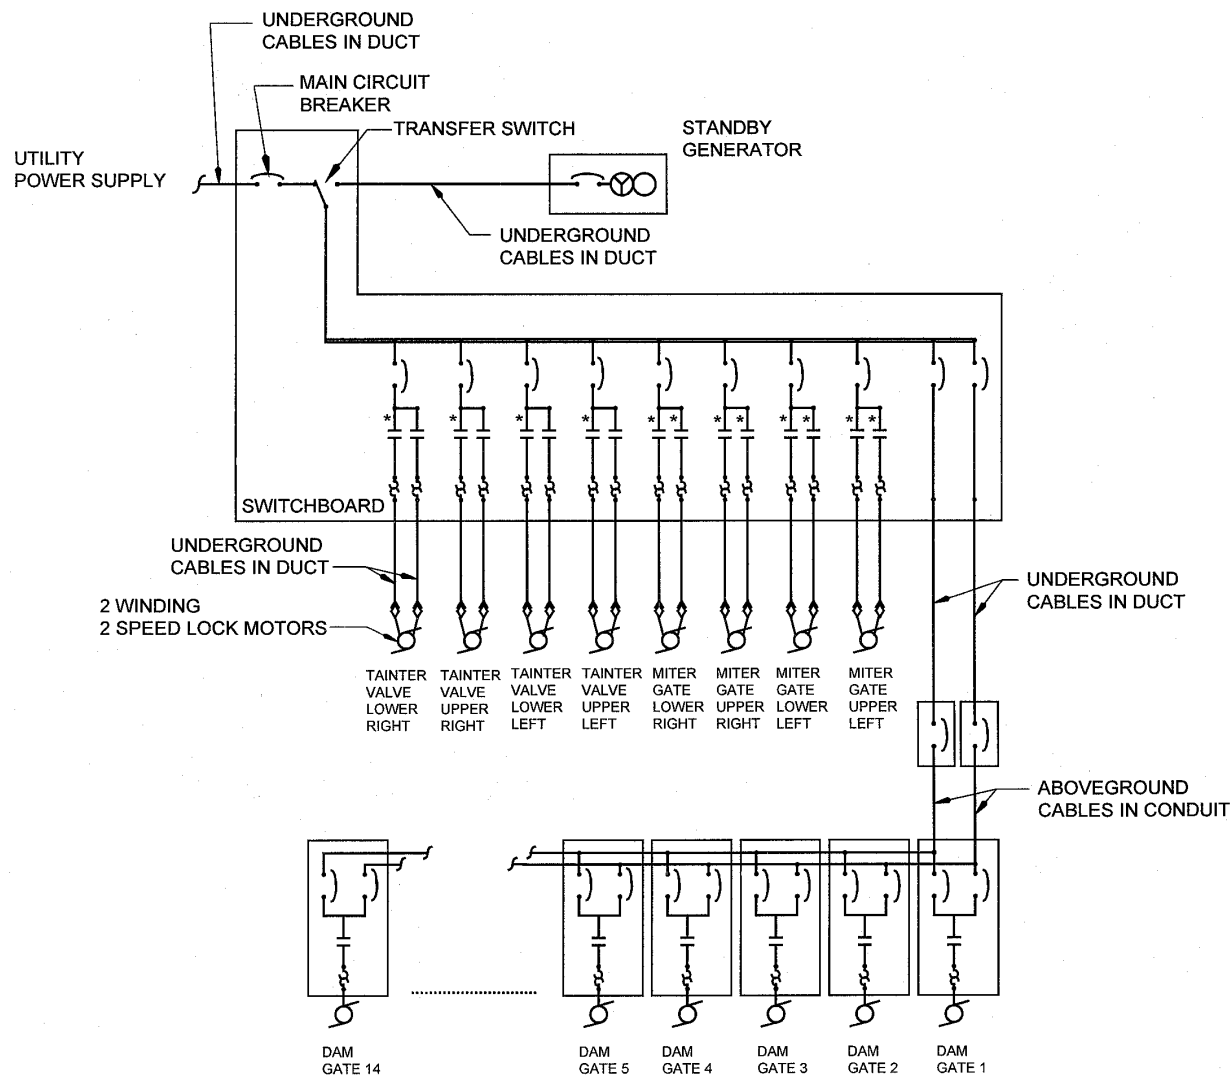 UNDERGROUND
CABLES IN DUCT
MAIN CIRCUIT
BREAKER
TRANSFER SWITCH
STANDBY
GENERATOR
UTILITY
POWER SUPPLY
UNDERGROUND
CABLES IN DUCT
* * * * * * * * * * * *
SWITCHBOARD
UNDERGROUND
CABLES IN DUCT
2 WINDING
2 SPEED LOCK MOTORS
UNDERGROUND
CABLES IN DUCT
TAINTER
VALVE
LOWER
RIGHT
TAINTER
VALVE
UPPER
RIGHT
TAINTER
VALVE
LOWER
LEFT
TAINTER
VALVE
UPPER
LEFT
MITER
GATE
LOWER
RIGHT
MITER
GATE
UPPER
RIGHT
MITER
GATE
LOWER
LEFT
MITER
GATE
UPPER
LEFT
ABOVEGROUND
CABLES IN CONDUIT
DAM
GATE 14
DAM
GATE 5
DAM
GATE 4
DAM
GATE 3
DAM
GATE 2
DAM
GATE 1